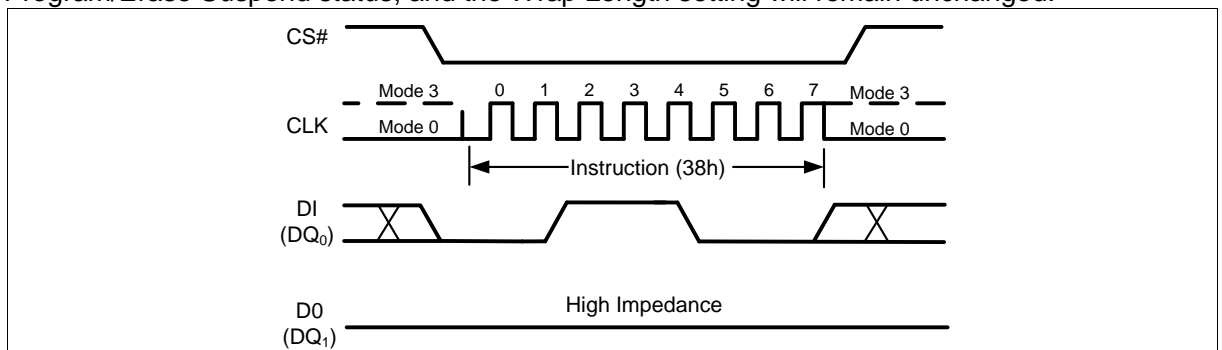 Program/Erase Suspend status, and the Wrap Length setting will remain unchanged.
CS#
Mode 3 0 1 2 3 4 5 6 7 Mode 3
CLK Mode 0 Mode 0
Instruction (38h)
DI
(DQ0)
High Impedance
D0
(DQ1)